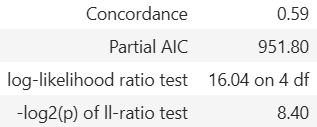 Concordance 0.59
Partial AIC 951.80
log-likelihood ratio test 16.04 on 4 df
-log2(p) of ll-ratio test 8.40